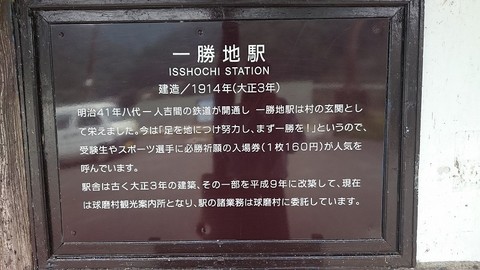 一勝地駅
ISSHOCHI STATION
建造／1914年(大正3年)
明治41年八代ー人吉間の鉄道が開通し 一勝地駅は村の玄関とし
て栄えました。今は「足を地につけ努力し、まず一勝を！」というので、
受験生やスポーツ選手に必勝祈願の入場券(1枚160円)が人気を
呼んでいます。
駅舎は古く大正3年の建築、その一部を平成9年に改築して、現在
は球磨村観光案内所となり、駅の諸業務は球磨村に委託しています。